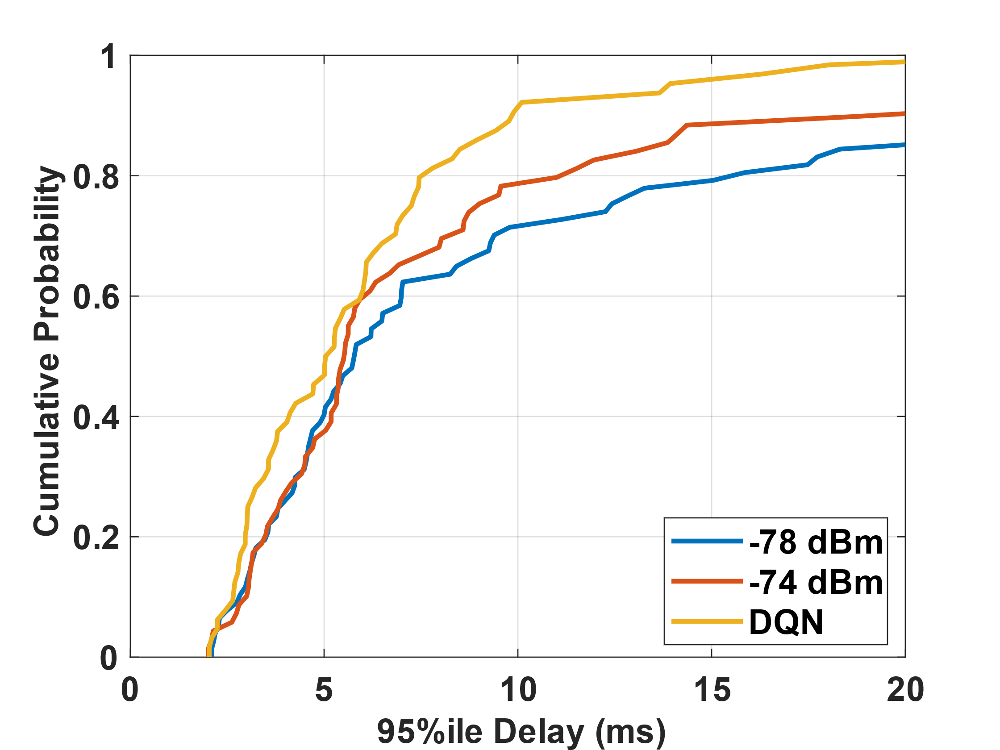 1
0.8
0.6
0.4
0.2
0
Cumulative Probability
0 5 10 15 20
95%ile Delay (ms)
-78 dBm
-74 dBm
DQN